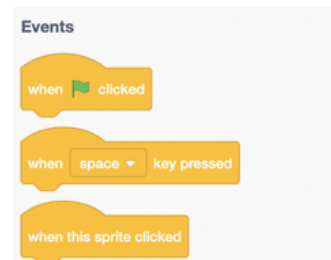 Events
when clicked
when space key pressed
when this sprite clicked